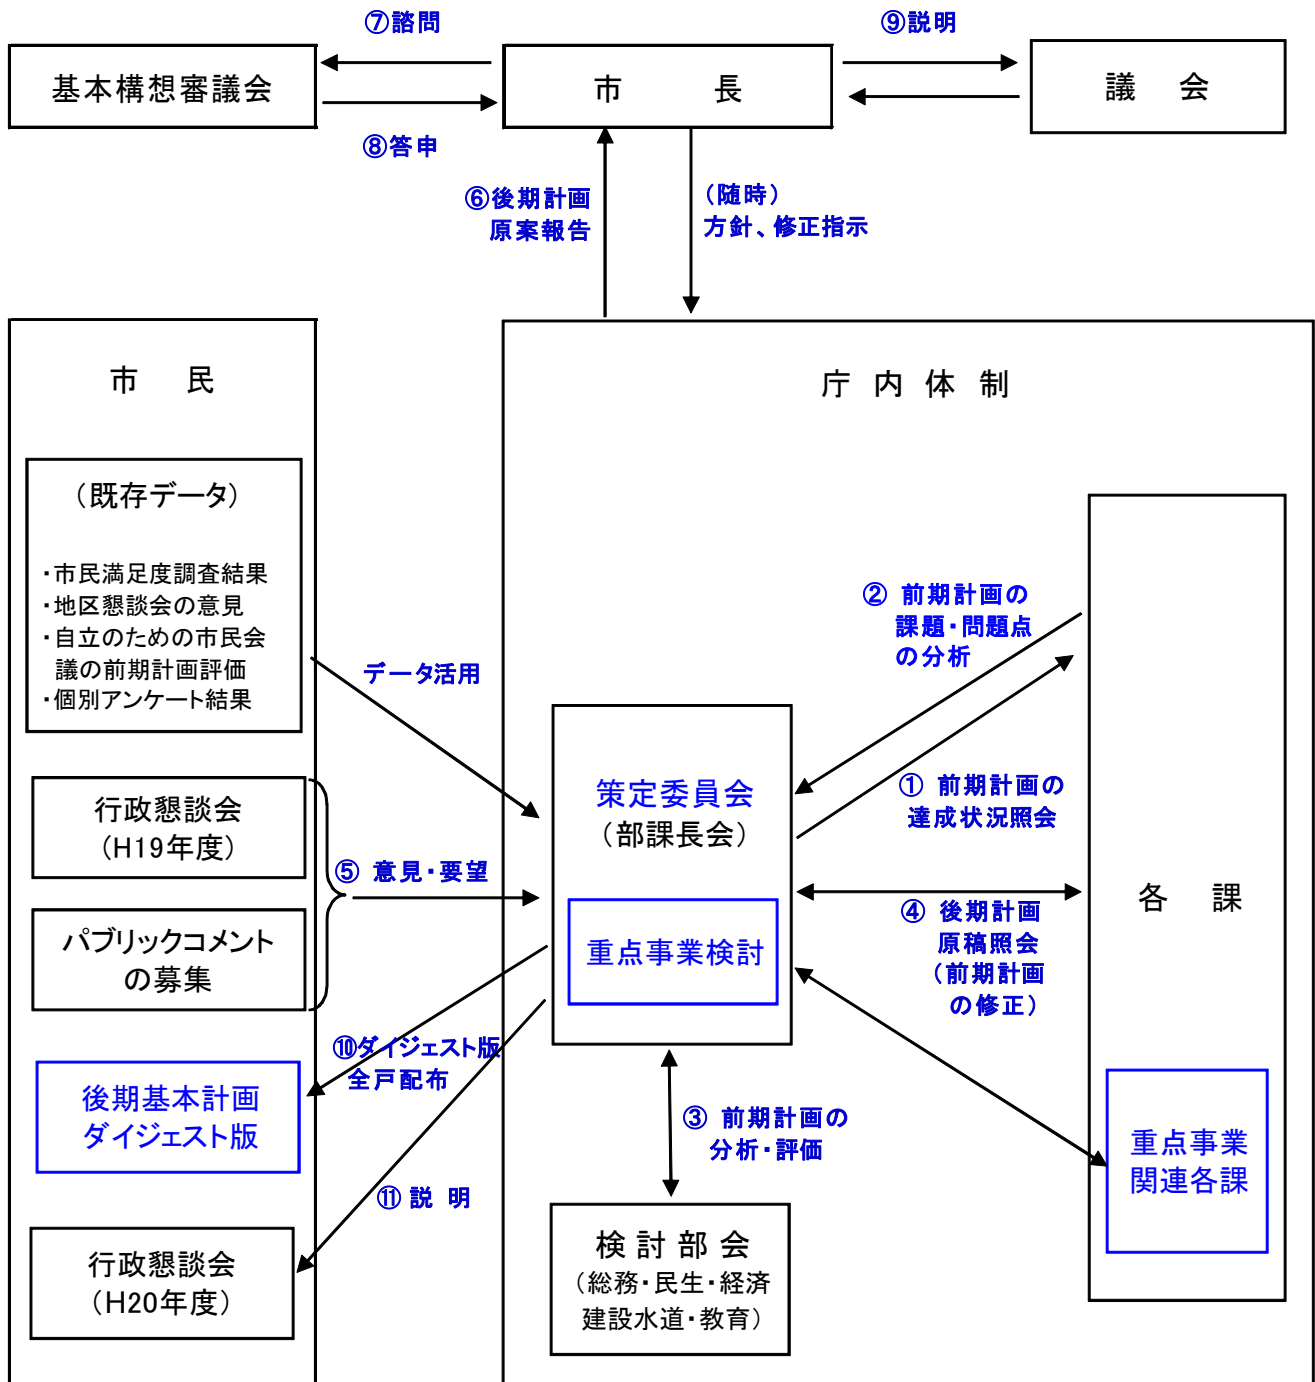 ⑦諮問
⑨説明
基本構想審議会
市　長
議　会
⑧答申
⑥後期計画
原案報告
（随時）
方針、修正指示
市　民
庁 内 体 制
（既存データ）
・市民満足度調査結果
・地区懇談会の意見
・自立のための市民会
議の前期計画評価
・個別アンケート結果
データ活用
② 前期計画の
課題・問題点
の分析
策定委員会
（部課長会）
① 前期計画の
達成状況照会
行政懇談会
（H19年度）
⑤ 意見・要望
各　課
④ 後期計画
原稿照会
（前期計画
の修正）
パブリックコメント
の募集
重点事業検討
⑩ダイジェスト版
全戸配布
後期基本計画
ダイジェスト版
③ 前期計画の
分析・評価
重点事業
関連各課
⑪ 説 明
行政懇談会
（H20年度）
検 討 部 会
（総務・民生・経済
建設水道・教育）